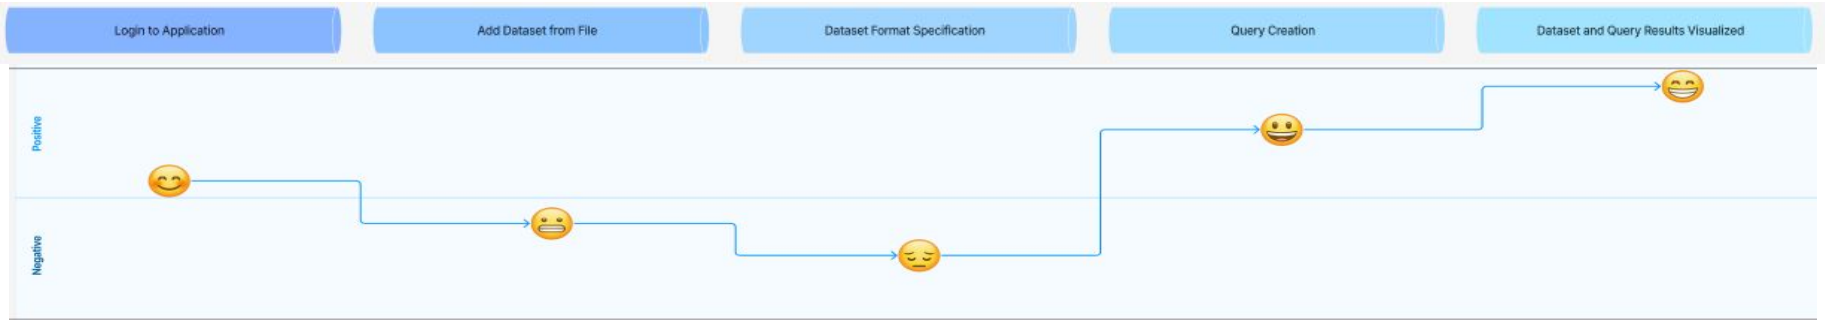 Login to Application
Add Dataset from File
Dataset Format Specification
Query Creation
Dataset and Query Results Visualized
Positive
Negative